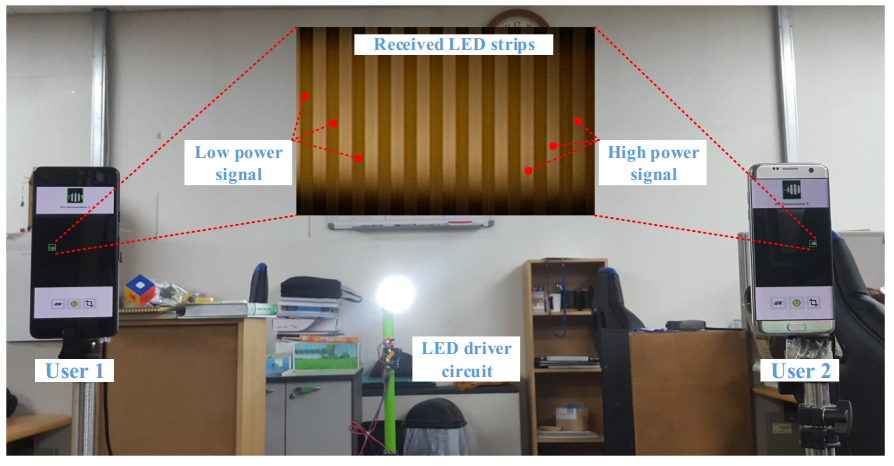 Received LED strips
Low power
signal
High power
signal
LED driver
circuit
User 1
User 2